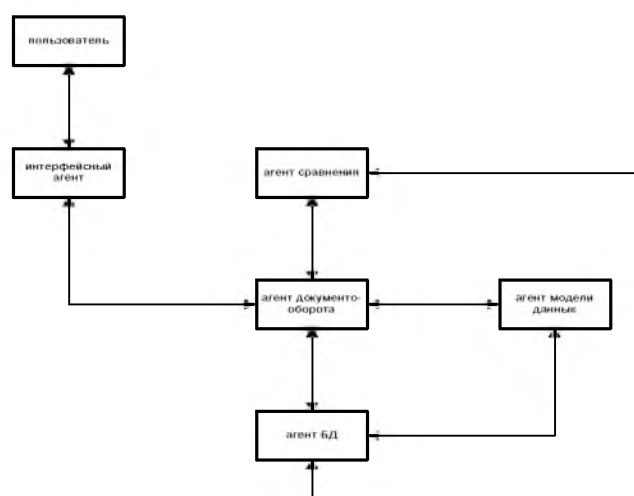 пользователь
интерфейсный
агент
агент сравнения
агент документо-
оборота
агент модели
данных
агент БД